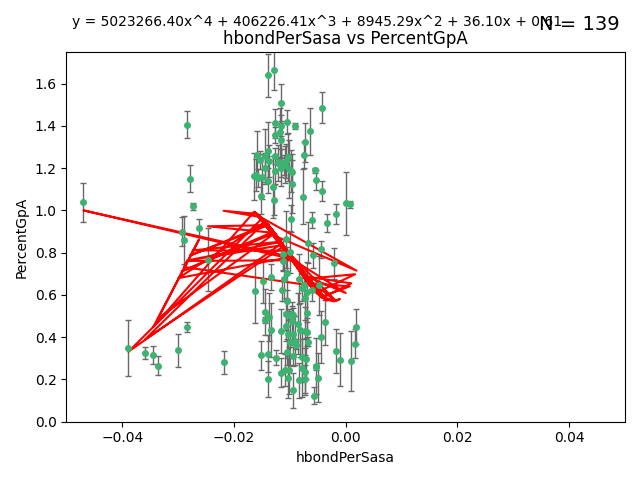 y = 5023266.40x^4 + 406226.41x^3 + 8945.29x^2 + 36.10x + 0.61
N = 139
hbondPerSasa vs PercentGpA
PercentGpA
1.6
1.4
1.2
1.0
0.8
0.6
0.4
0.2
0.0
−0.04 −0.02 0.00 0.02 0.04
hbondPerSasa